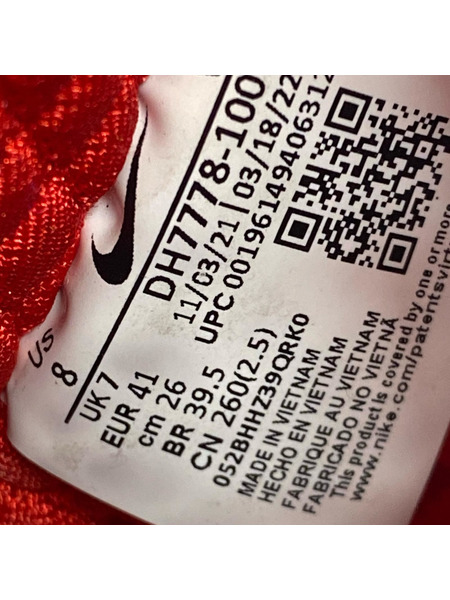 US
8
UK 7
EUR 41
cm 26
BR 39.5
CN 260(2.5)
DH7778-100
11/03/21 | 03/18/22
UPC 00196149406312
052BHHZ39QRK0
MADE IN VIETNAM
HECHO EN VIETNAM
FABRIQUE AU VIETNAM
FABRICADO NO VIETNÃ
This product is covered by one or more
www.nike.com/patentsvirt